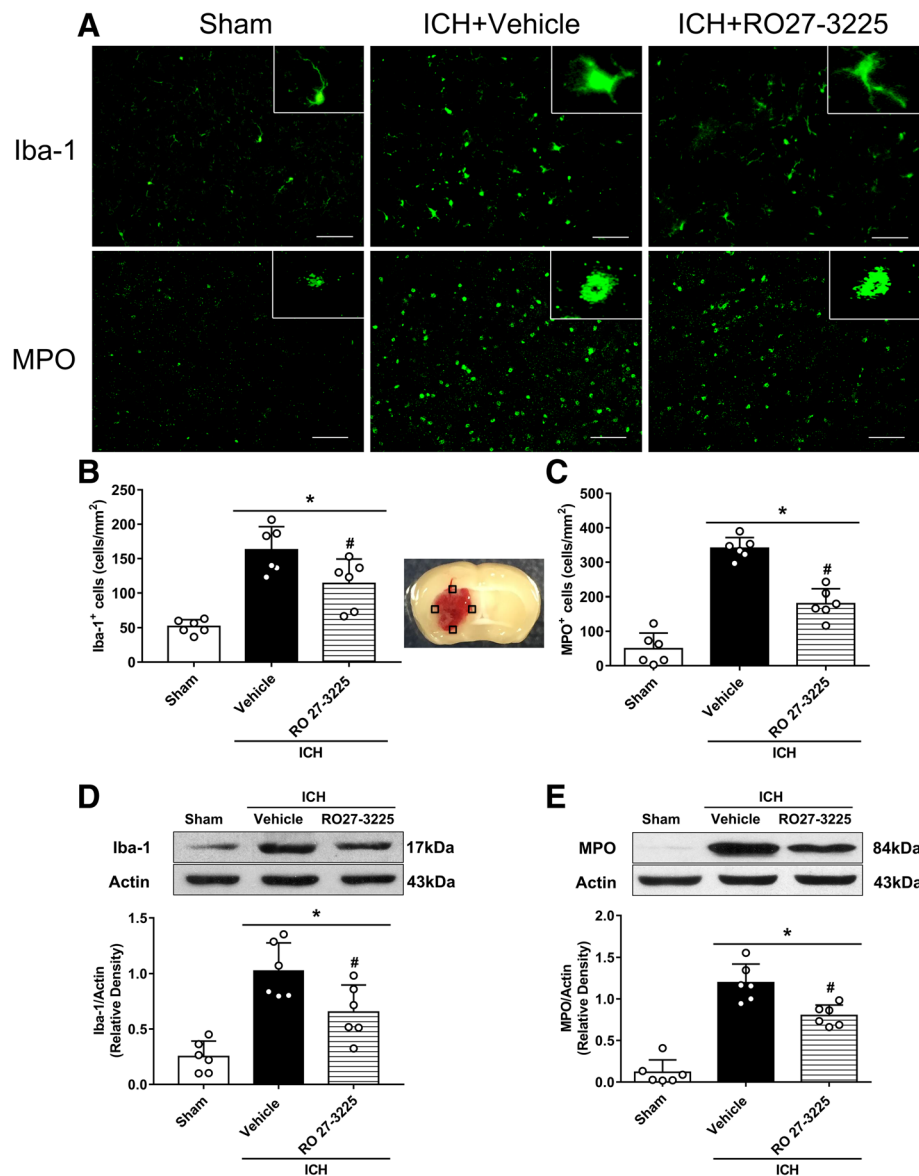 A
Sham
ICH+Vehicle
ICH+RO27-3225
Iba-1
MPO
B
Iba-1⁺ cells (cells/mm²)
250
200
150
100
50
0
*
#
Sham
Vehicle
RO 27-3225
ICH
C
MPO⁺ cells (cells/mm²)
500
400
300
200
100
0
*
#
Sham
Vehicle
RO 27-3225
ICH
D
ICH
Sham
Vehicle
RO27-3225
Iba-1
17kDa
Actin
43kDa
Iba-1/Actin
(Relative Density)
1.5
1.0
0.5
0.0
*
#
Sham
Vehicle
RO 27-3225
ICH
E
ICH
Sham
Vehicle
RO27-3225
MPO
84kDa
Actin
43kDa
MPO/Actin
(Relative Density)
2.0
1.5
1.0
0.5
0.0
*
#
Sham
Vehicle
RO 27-3225
ICH